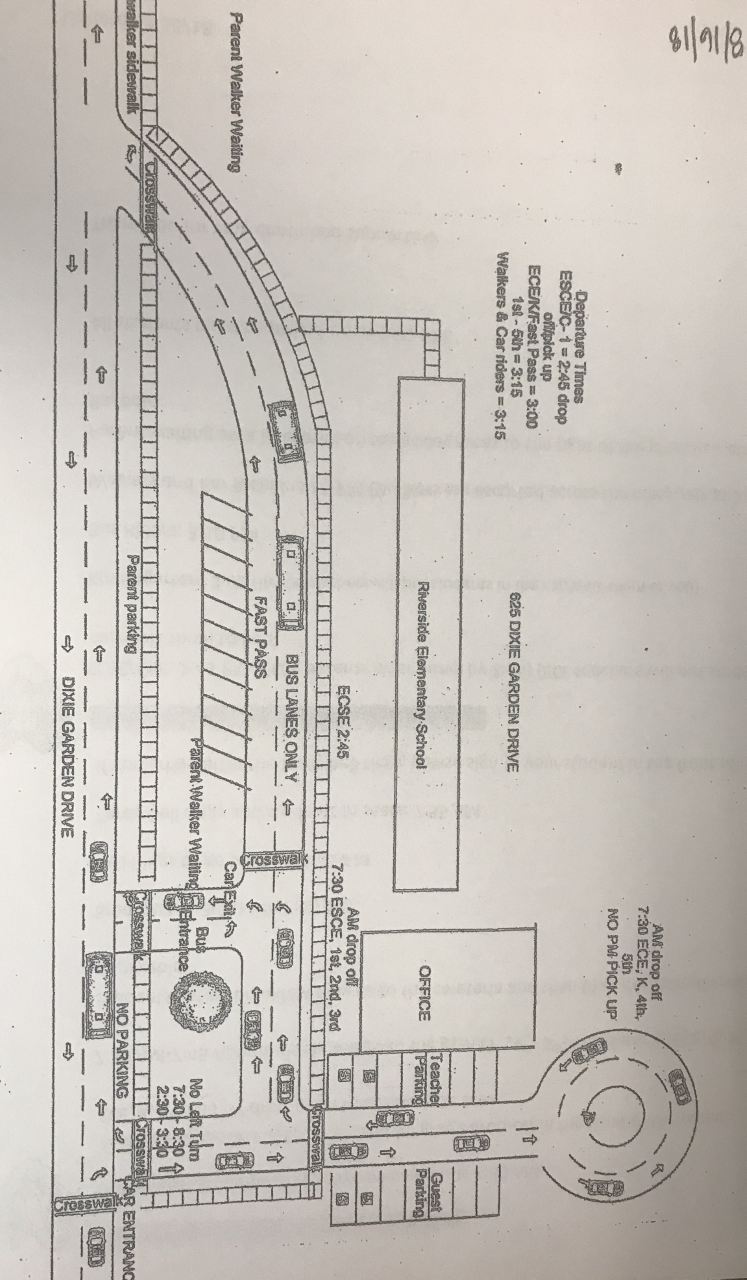 8/16/18
Departure Times
ESCE/C- 1 = 2:45 drop
off/pick up
ECE/K/Fast Pass = 3:00
1st - 5th = 3:15
Walkers & Car riders = 3:15
625 DIXIE GARDEN DRIVE
AM drop off
7:30 ECE, K, 4th,
5th
NO PM PICK UP
Riverside Elementary School
OFFICE
Teacher
Parking
Guest
Parking
Parent Walker Waiting
ECSE 2:45
AM drop off
7:30 ESCE, 1st, 2nd, 3rd
Crosswalk
BUS LANES ONLY
FAST PASS
Crosswalk
Car Exit
Parent Walker Waiting
Bus
Entrance
No Left Turn
7:30 - 8:30
2:30 - 3:30
walker sidewalk
Crosswalk
Parent parking
Crosswalk
NO PARKING
Crosswalk
CAR ENTRANC
Crosswalk
DIXIE GARDEN DRIVE